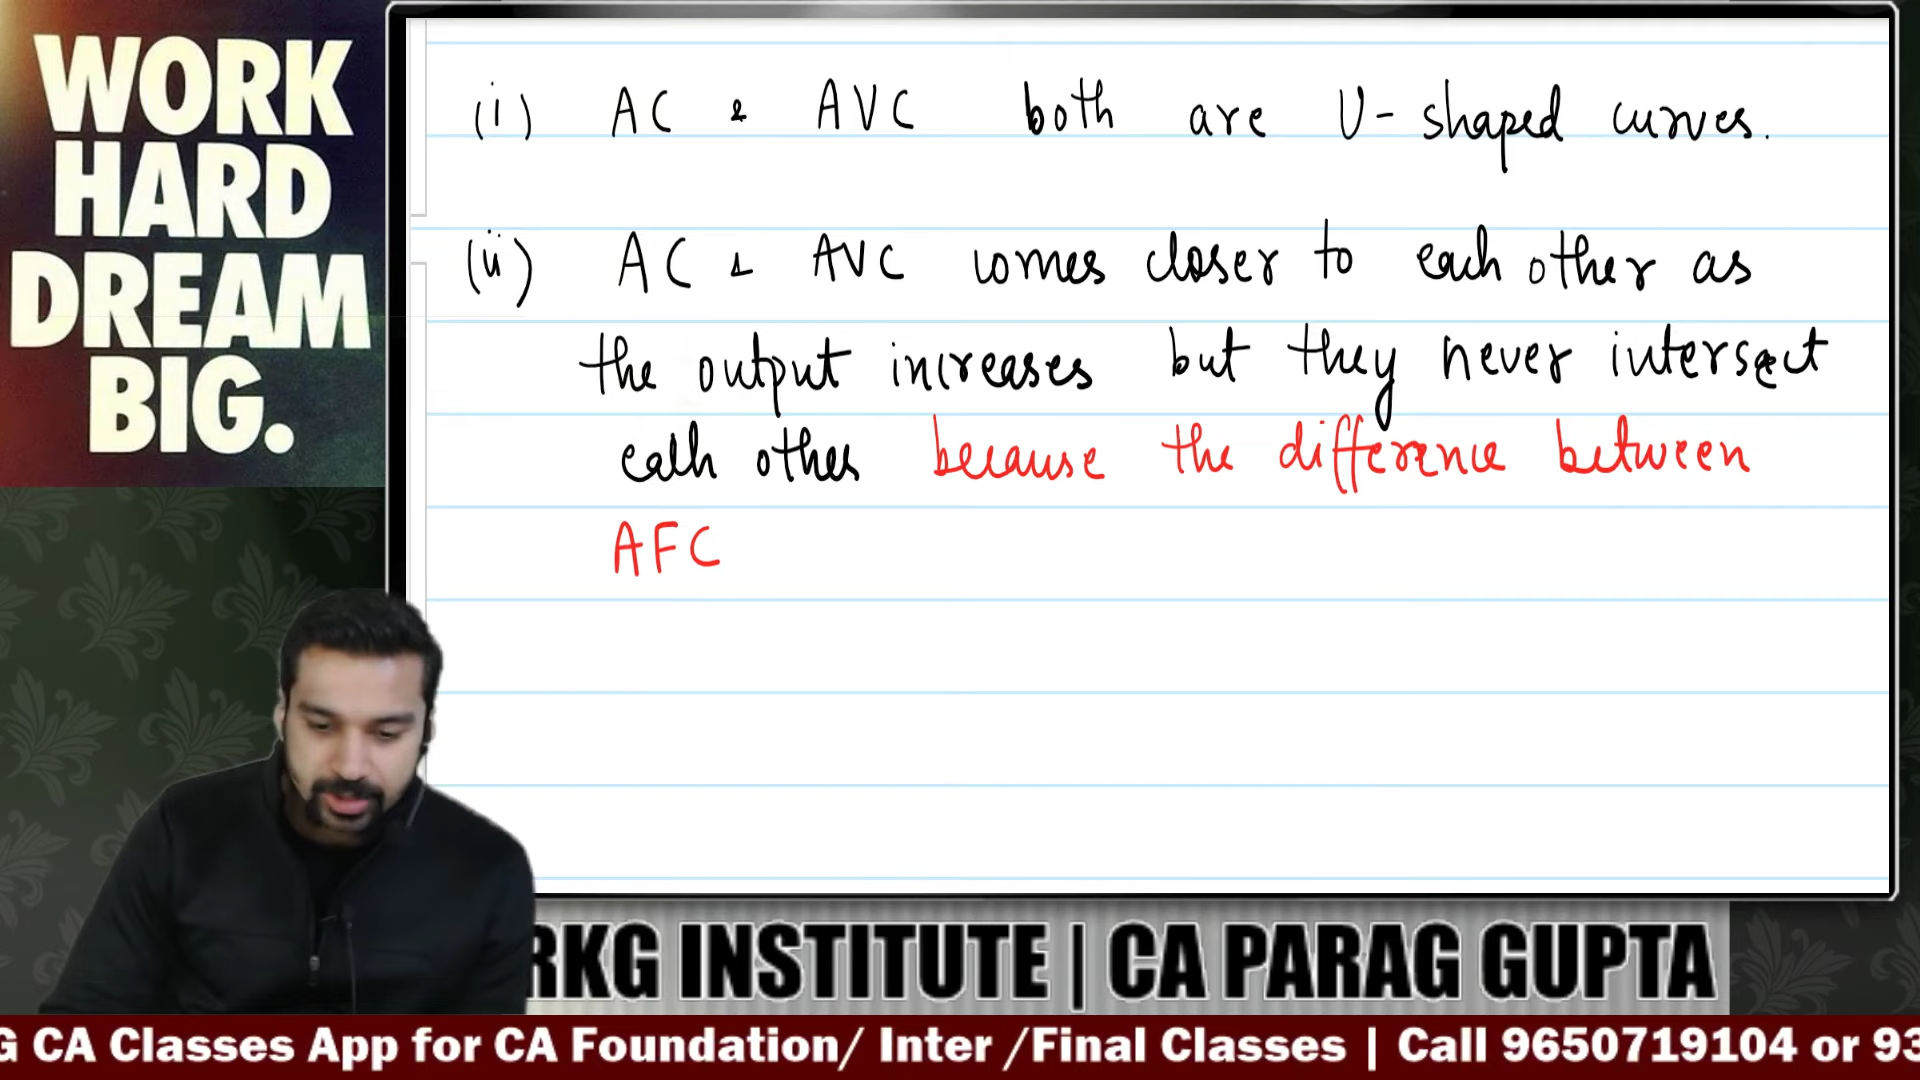 WORK
HARD
DREAM
BIG.
(i) AC & AVC both are U-shaped curves.
(ii) AC & AVC comes closer to each other as
the output increases but they never intersect
each other because the difference between
AFC
RKG INSTITUTE | CA PARAG GUPTA
G CA Classes App for CA Foundation/ Inter /Final Classes | Call 9650719104 or 93